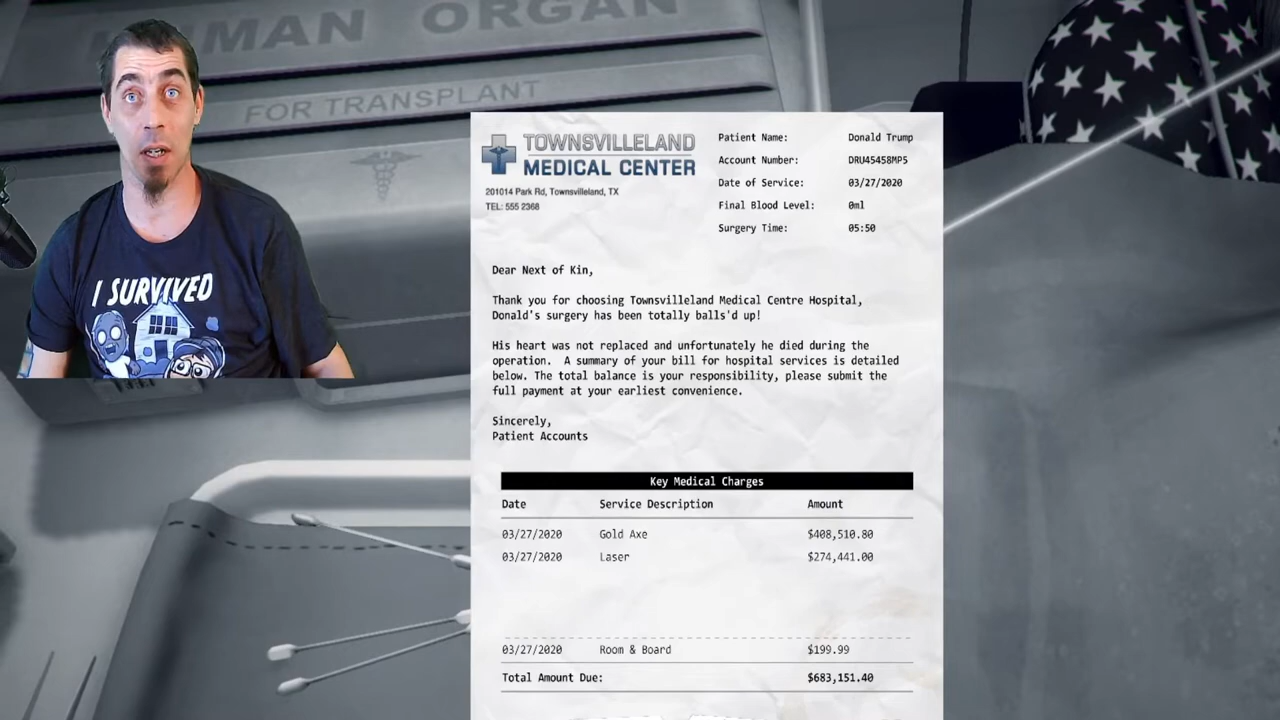 HUMAN ORGAN
FOR TRANSPLANT
I SURVIVED
TOWNSVILLELAND
MEDICAL CENTER
201014 Park Rd, Townsvilleland, TX
TEL: 555 2368
Patient Name: Donald Trump
Account Number: DRU45458MP5
Date of Service: 03/27/2020
Final Blood Level: 0ml
Surgery Time: 05:50
Dear Next of Kin,
Thank you for choosing Townsvilleland Medical Centre Hospital,
Donald's surgery has been totally balls'd up!
His heart was not replaced and unfortunately he died during the
operation. A summary of your bill for hospital services is detailed
below. The total balance is your responsibility, please submit the
full payment at your earliest convenience.
Sincerely,
Patient Accounts
Key Medical Charges
Date Service Description Amount
03/27/2020 Gold Axe $408,510.80
03/27/2020 Laser $274,441.00
03/27/2020 Room & Board $199.99
Total Amount Due: $683,151.40